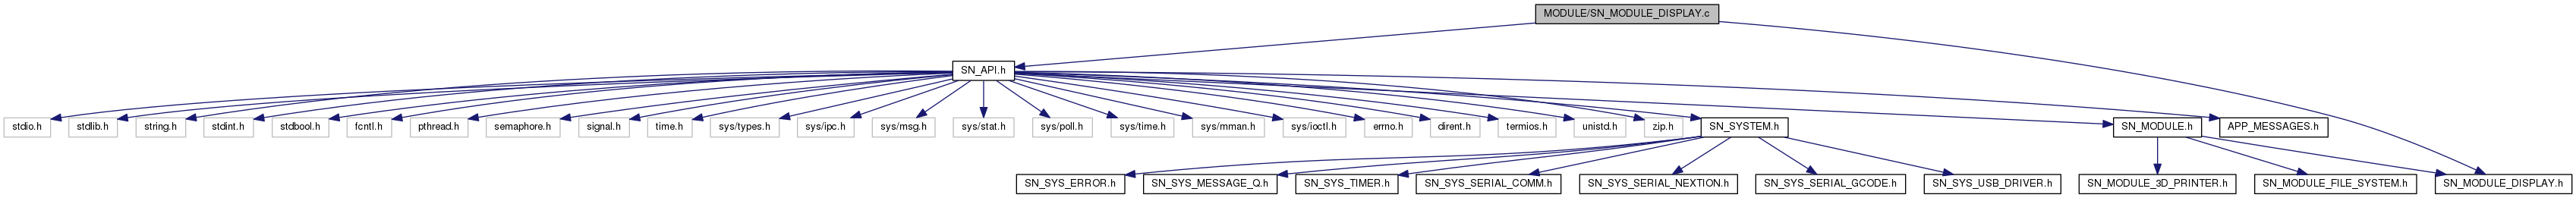 MODULE/SN_MODULE_DISPLAY.c
SN_API.h
stdio.h
stdlib.h
string.h
stdint.h
stdbool.h
fcntl.h
pthread.h
semaphore.h
signal.h
time.h
sys/types.h
sys/ipc.h
sys/msg.h
sys/stat.h
sys/poll.h
sys/time.h
sys/mman.h
sys/ioctl.h
errno.h
dirent.h
termios.h
unistd.h
zip.h
SN_SYSTEM.h
SN_MODULE.h
APP_MESSAGES.h
SN_SYS_ERROR.h
SN_SYS_MESSAGE_Q.h
SN_SYS_TIMER.h
SN_SYS_SERIAL_COMM.h
SN_SYS_SERIAL_NEXTION.h
SN_SYS_SERIAL_GCODE.h
SN_SYS_USB_DRIVER.h
SN_MODULE_3D_PRINTER.h
SN_MODULE_FILE_SYSTEM.h
SN_MODULE_DISPLAY.h